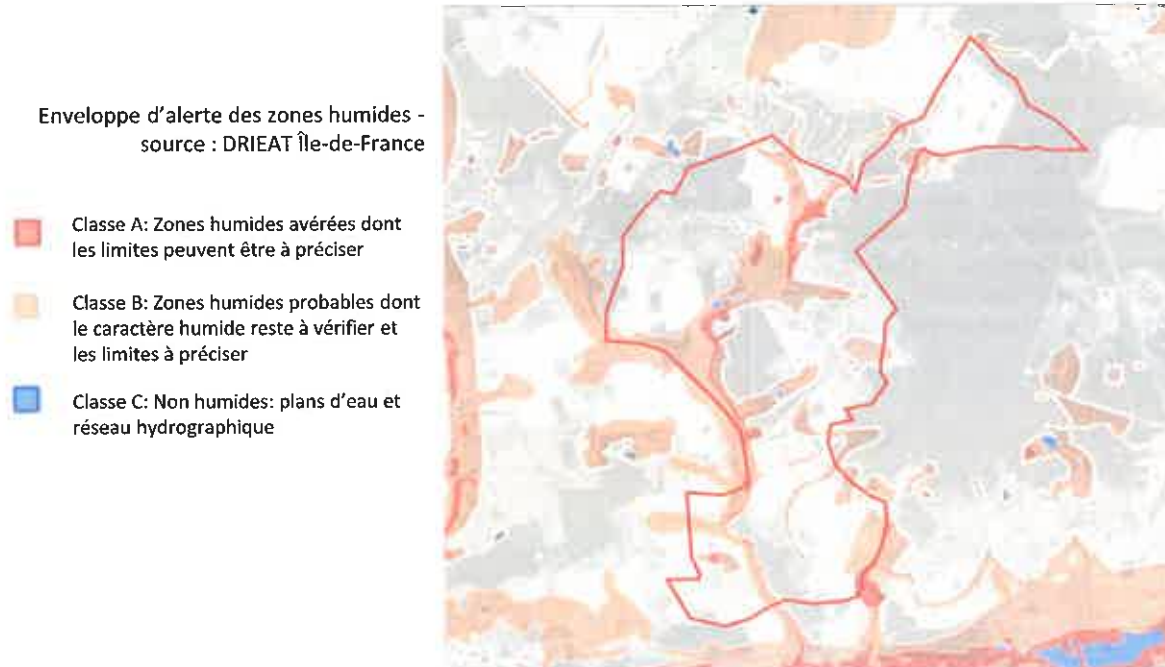 Enveloppe d'alerte des zones humides -
source : DRIEAT Île-de-France
Classe A: Zones humides avérées dont
les limites peuvent être à préciser
Classe B: Zones humides probables dont
le caractère humide reste à vérifier et
les limites à préciser
Classe C: Non humides: plans d'eau et
réseau hydrographique